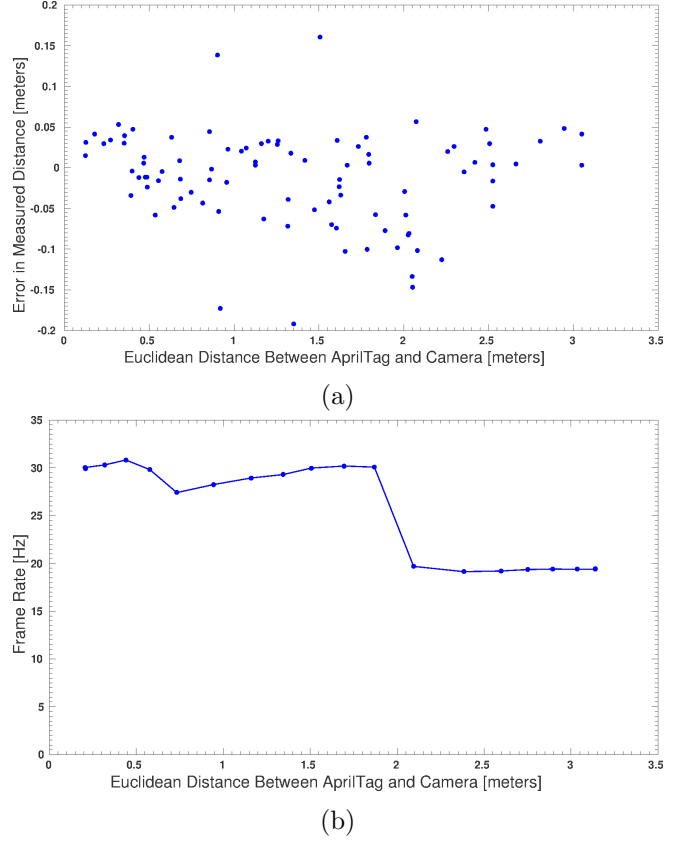 0.2
0.15
0.1
0.05
0
-0.05
-0.1
-0.15
-0.2
Error in Measured Distance [meters]
0 0.5 1 1.5 2 2.5 3 3.5
Euclidean Distance Between AprilTag and Camera [meters]
(a)
35
30
25
20
15
10
5
0
Frame Rate [Hz]
0 0.5 1 1.5 2 2.5 3 3.5
Euclidean Distance Between AprilTag and Camera [meters]
(b)